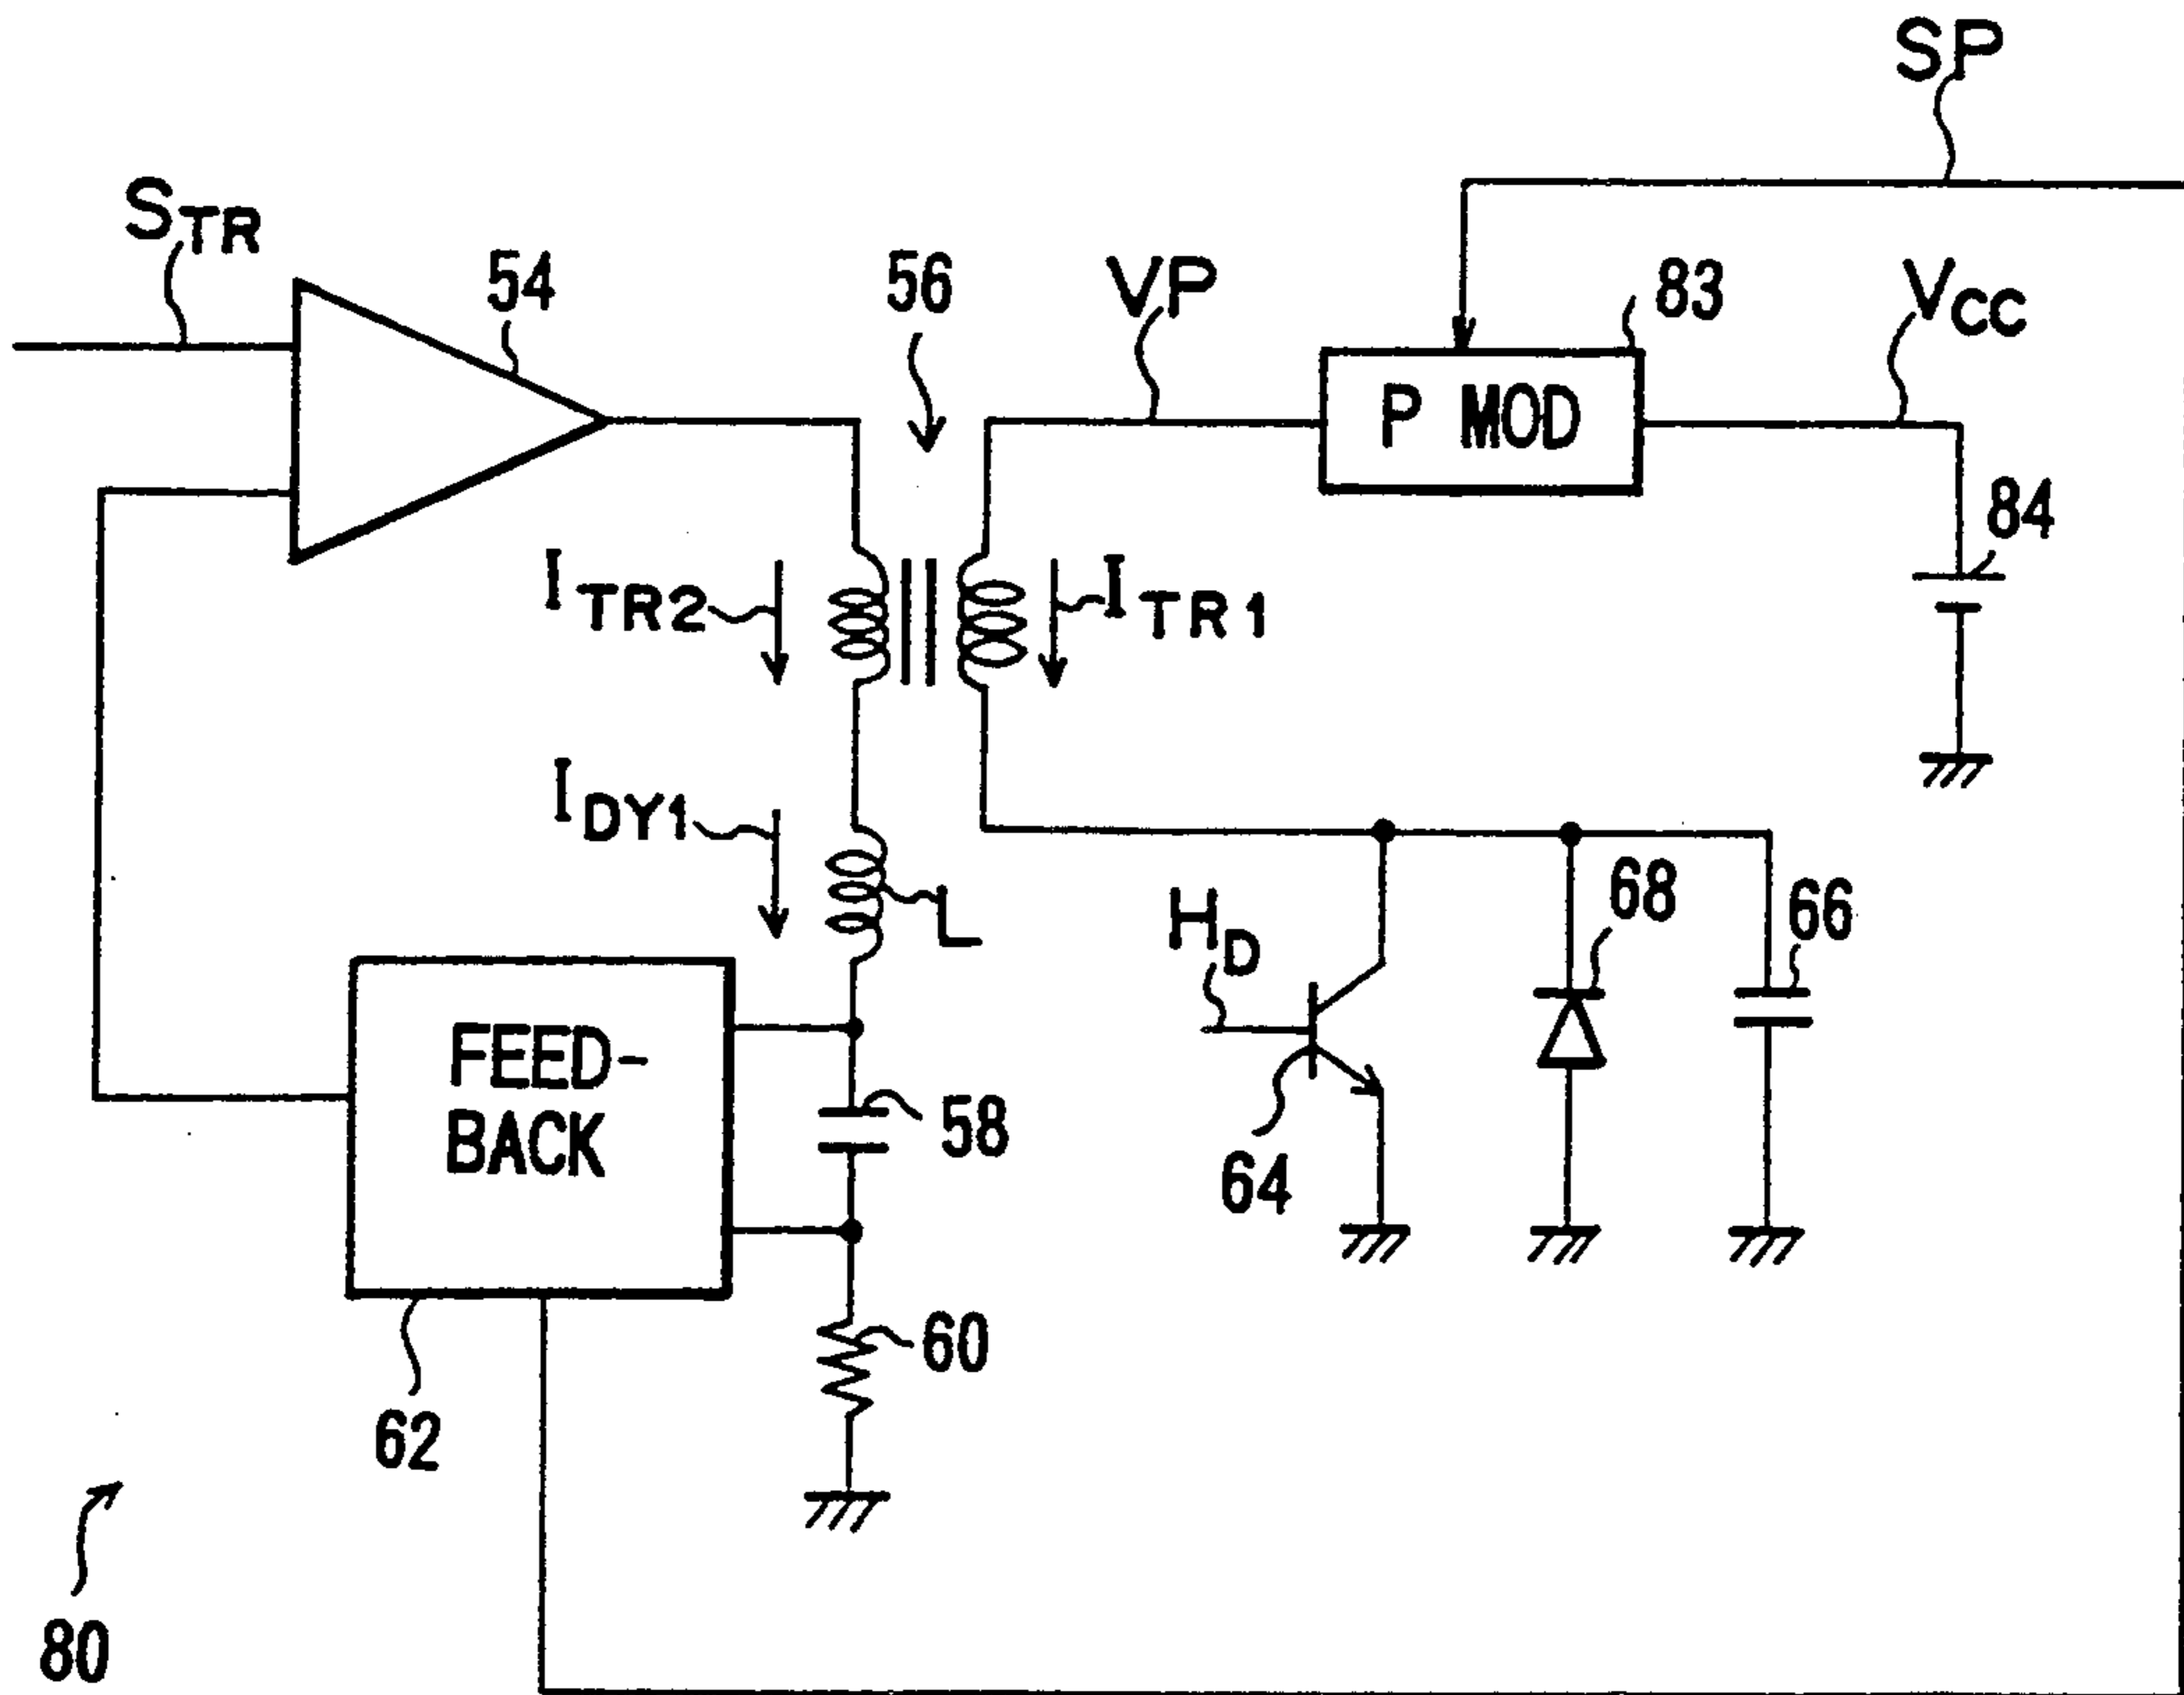 SP
STR
54
56
VP
83
VCC
P MOD
84
ITR2
ITR1
IDY1
L
HD
68
66
FEED-
BACK
58
64
60
62
80